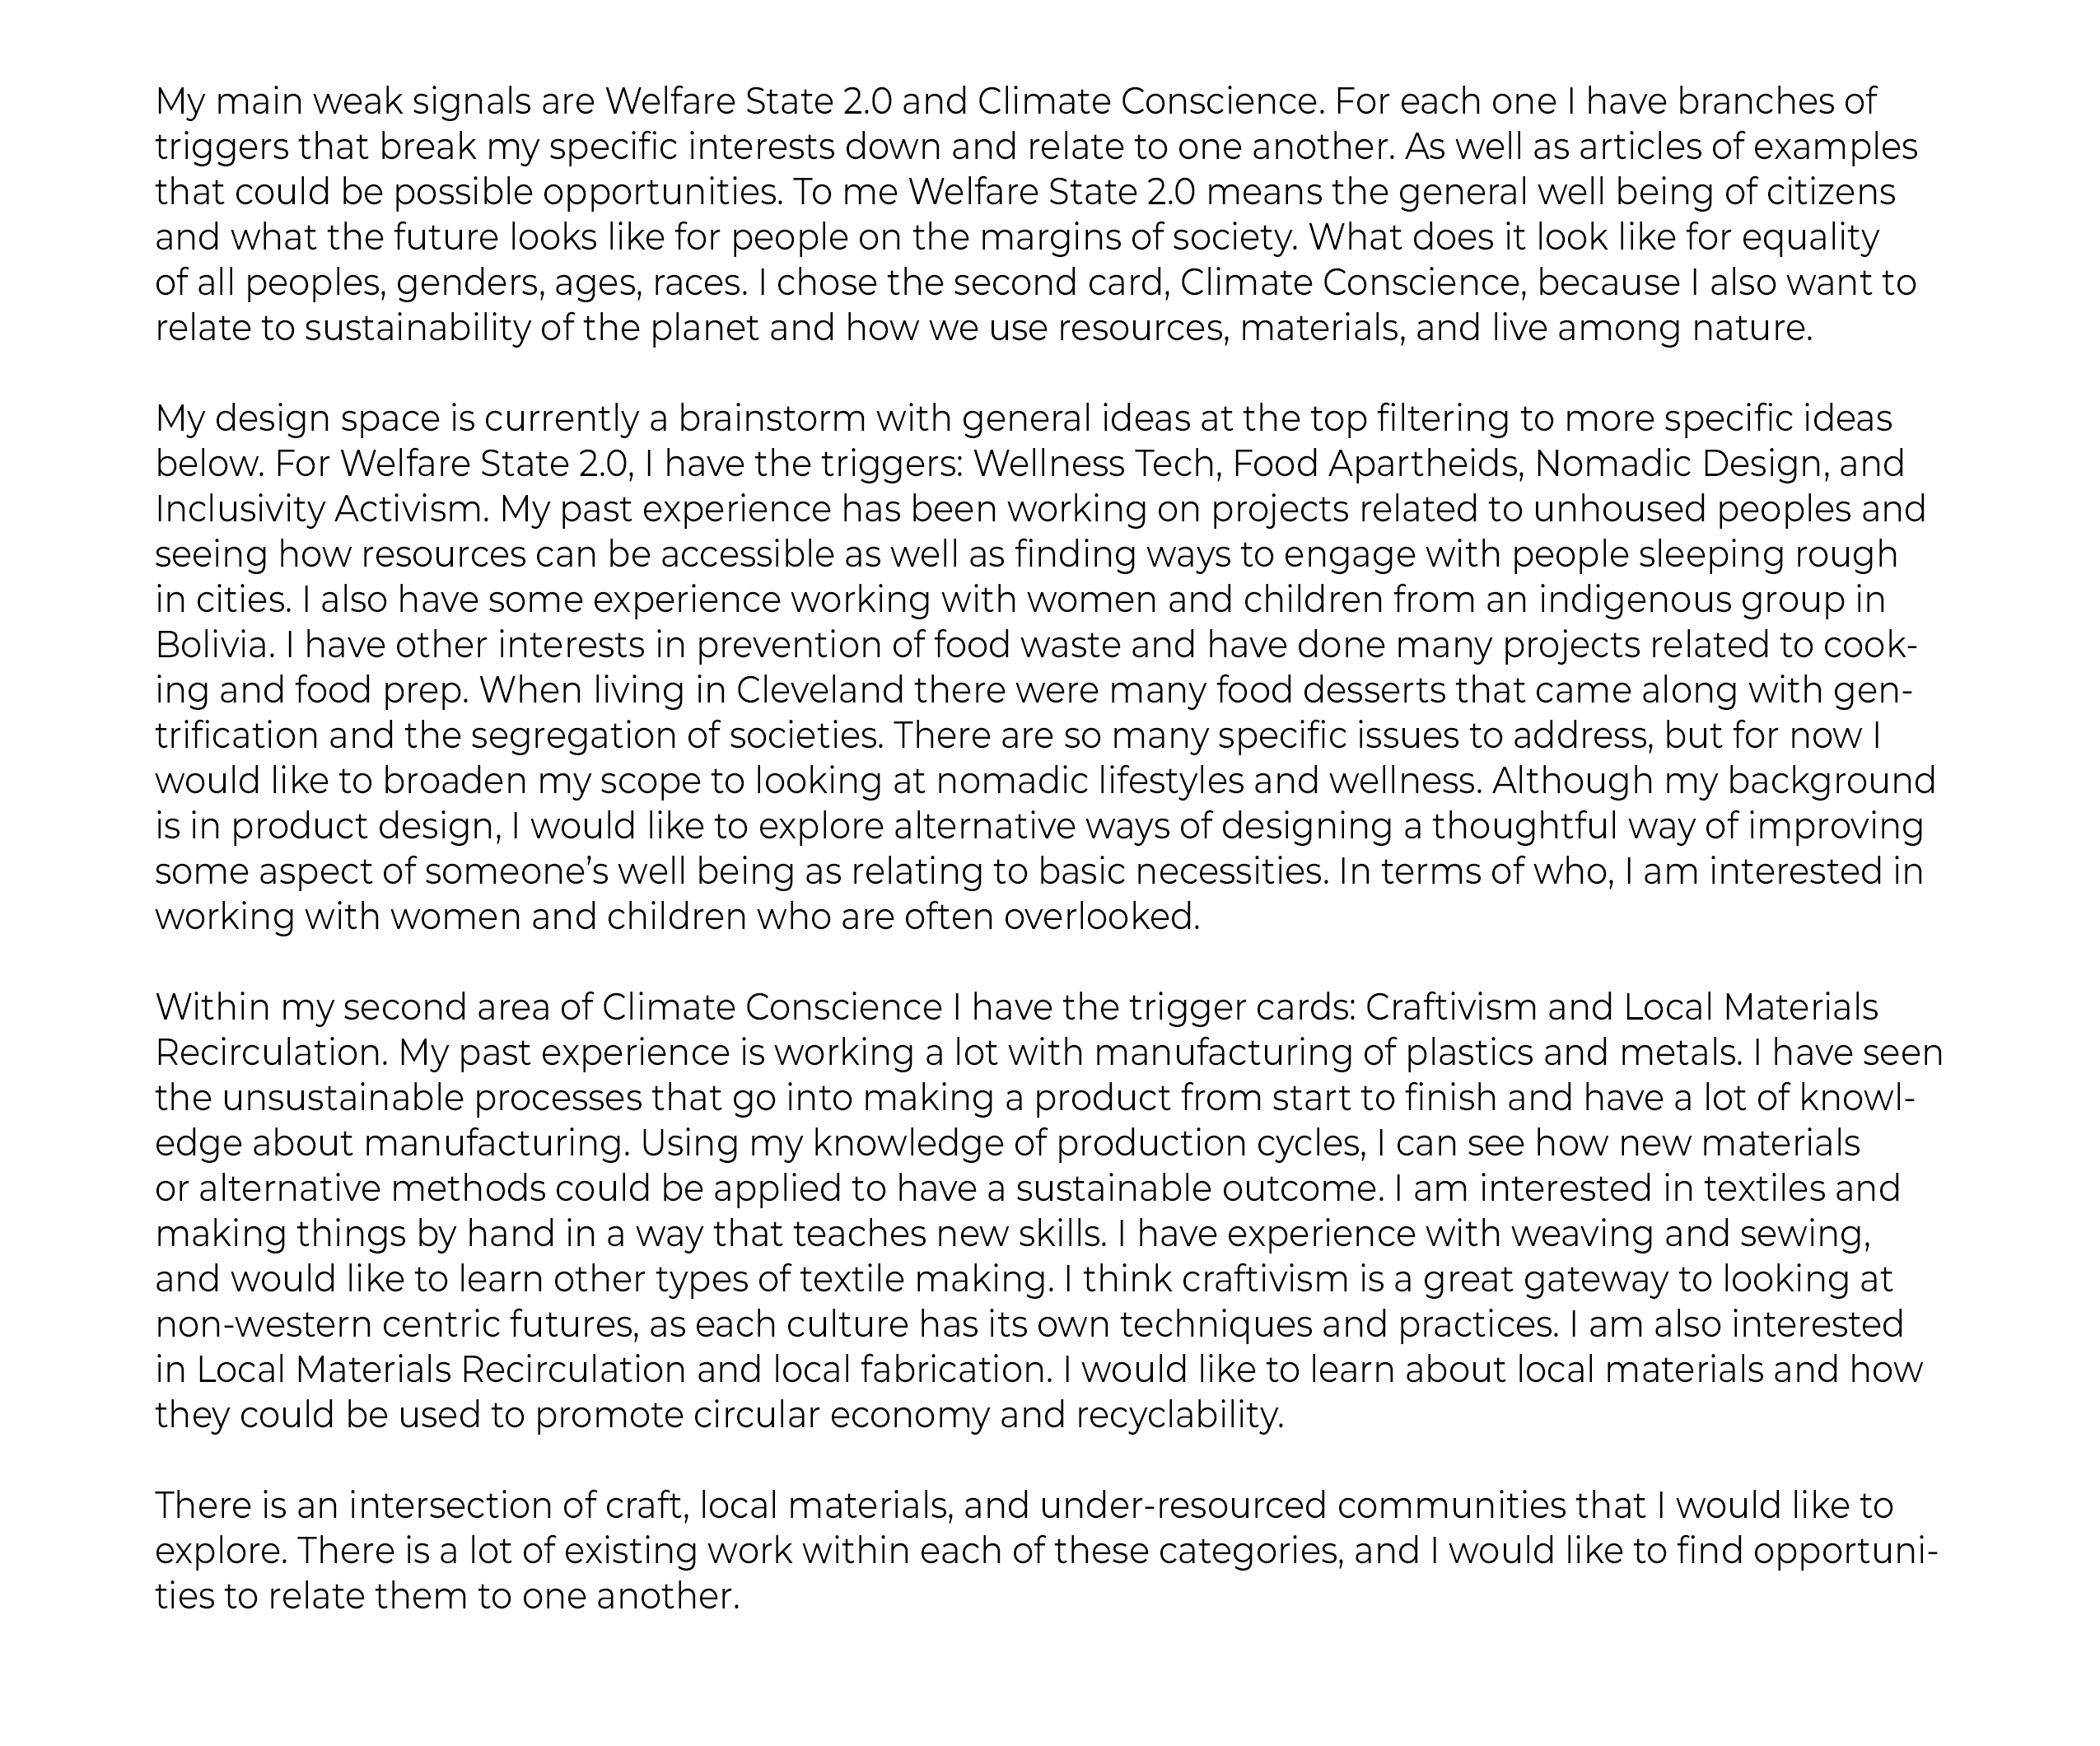 My main weak signals are Welfare State 2.0 and Climate Conscience. For each one I have branches of
triggers that break my specific interests down and relate to one another. As well as articles of examples
that could be possible opportunities. To me Welfare State 2.0 means the general well being of citizens
and what the future looks like for people on the margins of society. What does it look like for equality
of all peoples, genders, ages, races. I chose the second card, Climate Conscience, because I also want to
relate to sustainability of the planet and how we use resources, materials, and live among nature.

My design space is currently a brainstorm with general ideas at the top filtering to more specific ideas
below. For Welfare State 2.0, I have the triggers: Wellness Tech, Food Apartheids, Nomadic Design, and
Inclusivity Activism. My past experience has been working on projects related to unhoused peoples and
seeing how resources can be accessible as well as finding ways to engage with people sleeping rough
in cities. I also have some experience working with women and children from an indigenous group in
Bolivia. I have other interests in prevention of food waste and have done many projects related to cook-
ing and food prep. When living in Cleveland there were many food desserts that came along with gen-
trification and the segregation of societies. There are so many specific issues to address, but for now I
would like to broaden my scope to looking at nomadic lifestyles and wellness. Although my background
is in product design, I would like to explore alternative ways of designing a thoughtful way of improving
some aspect of someone’s well being as relating to basic necessities. In terms of who, I am interested in
working with women and children who are often overlooked.

Within my second area of Climate Conscience I have the trigger cards: Craftivism and Local Materials
Recirculation. My past experience is working a lot with manufacturing of plastics and metals. I have seen
the unsustainable processes that go into making a product from start to finish and have a lot of knowl-
edge about manufacturing. Using my knowledge of production cycles, I can see how new materials
or alternative methods could be applied to have a sustainable outcome. I am interested in textiles and
making things by hand in a way that teaches new skills. I have experience with weaving and sewing,
and would like to learn other types of textile making. I think craftivism is a great gateway to looking at
non-western centric futures, as each culture has its own techniques and practices. I am also interested
in Local Materials Recirculation and local fabrication. I would like to learn about local materials and how
they could be used to promote circular economy and recyclability.

There is an intersection of craft, local materials, and under-resourced communities that I would like to
explore. There is a lot of existing work within each of these categories, and I would like to find opportuni-
ties to relate them to one another.